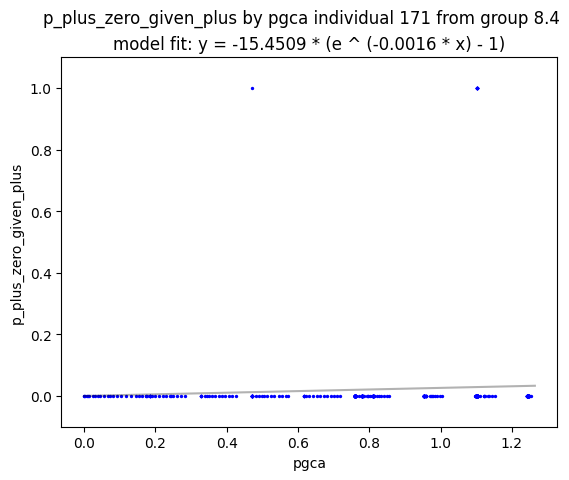 p_plus_zero_given_plus by pgca individual 171 from group 8.4
model fit: y = -15.4509 * (e ^ (-0.0016 * x) - 1)
p_plus_zero_given_plus
1.0
0.8
0.6
0.4
0.2
0.0
0.0 0.2 0.4 0.6 0.8 1.0 1.2
pgca